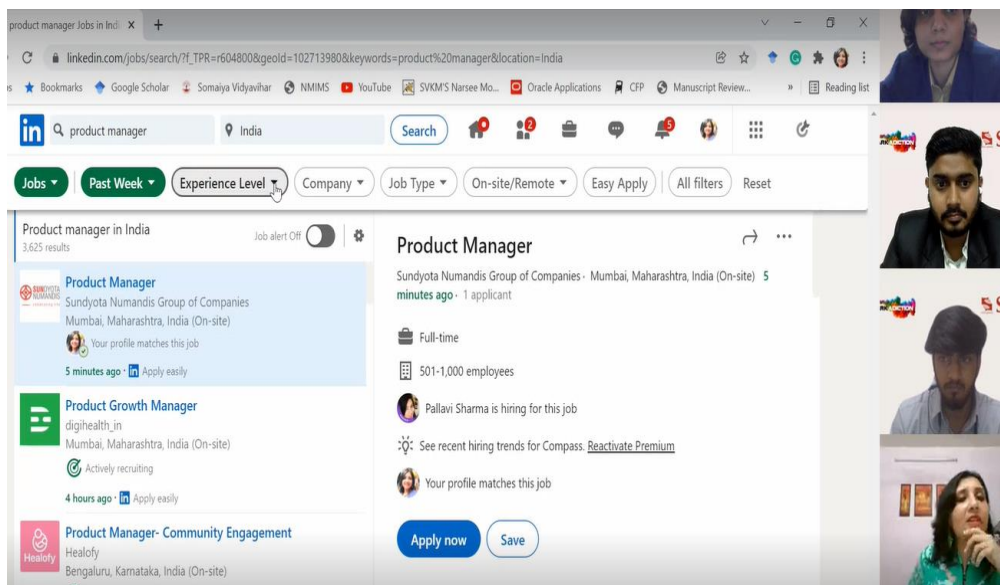 product manager Jobs in Indi
linkedin.com/jobs/search/?f_TPR=r604800&geoId=102713980&keywords=product%20manager&location=India
Bookmarks Google Scholar Somaiya Vidyavihar NMIMS YouTube SVKM'S Narsee Mo... Oracle Applications CFP Manuscript Review... » Reading list
in product manager India Search 2 5
Jobs Past Week Experience Level Company Job Type On-site/Remote Easy Apply All filters Reset
Product manager in India
3,625 results
Job alert Off
SUNDYOTA
NUMANDIS
Product Manager
Sundyota Numandis Group of Companies
Mumbai, Maharashtra, India (On-site)
Your profile matches this job
5 minutes ago · in Apply easily
Product Growth Manager
digihealth_in
Mumbai, Maharashtra, India (On-site)
Actively recruiting
4 hours ago · in Apply easily
Healofy
Product Manager- Community Engagement
Healofy
Bengaluru, Karnataka, India (On-site)
Product Manager
Sundyota Numandis Group of Companies · Mumbai, Maharashtra, India (On-site) 5
minutes ago · 1 applicant
Full-time
501-1,000 employees
Pallavi Sharma is hiring for this job
See recent hiring trends for Compass. Reactivate Premium
Your profile matches this job
Apply now Save